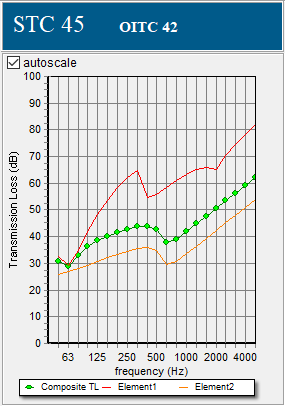 STC 45 OITC 42
autoscale
100
90
80
70
60
50
40
30
20
10
0
Transmission Loss (dB)
63 125 250 500 1000 2000 4000
frequency (Hz)
Composite TL Element1 Element2